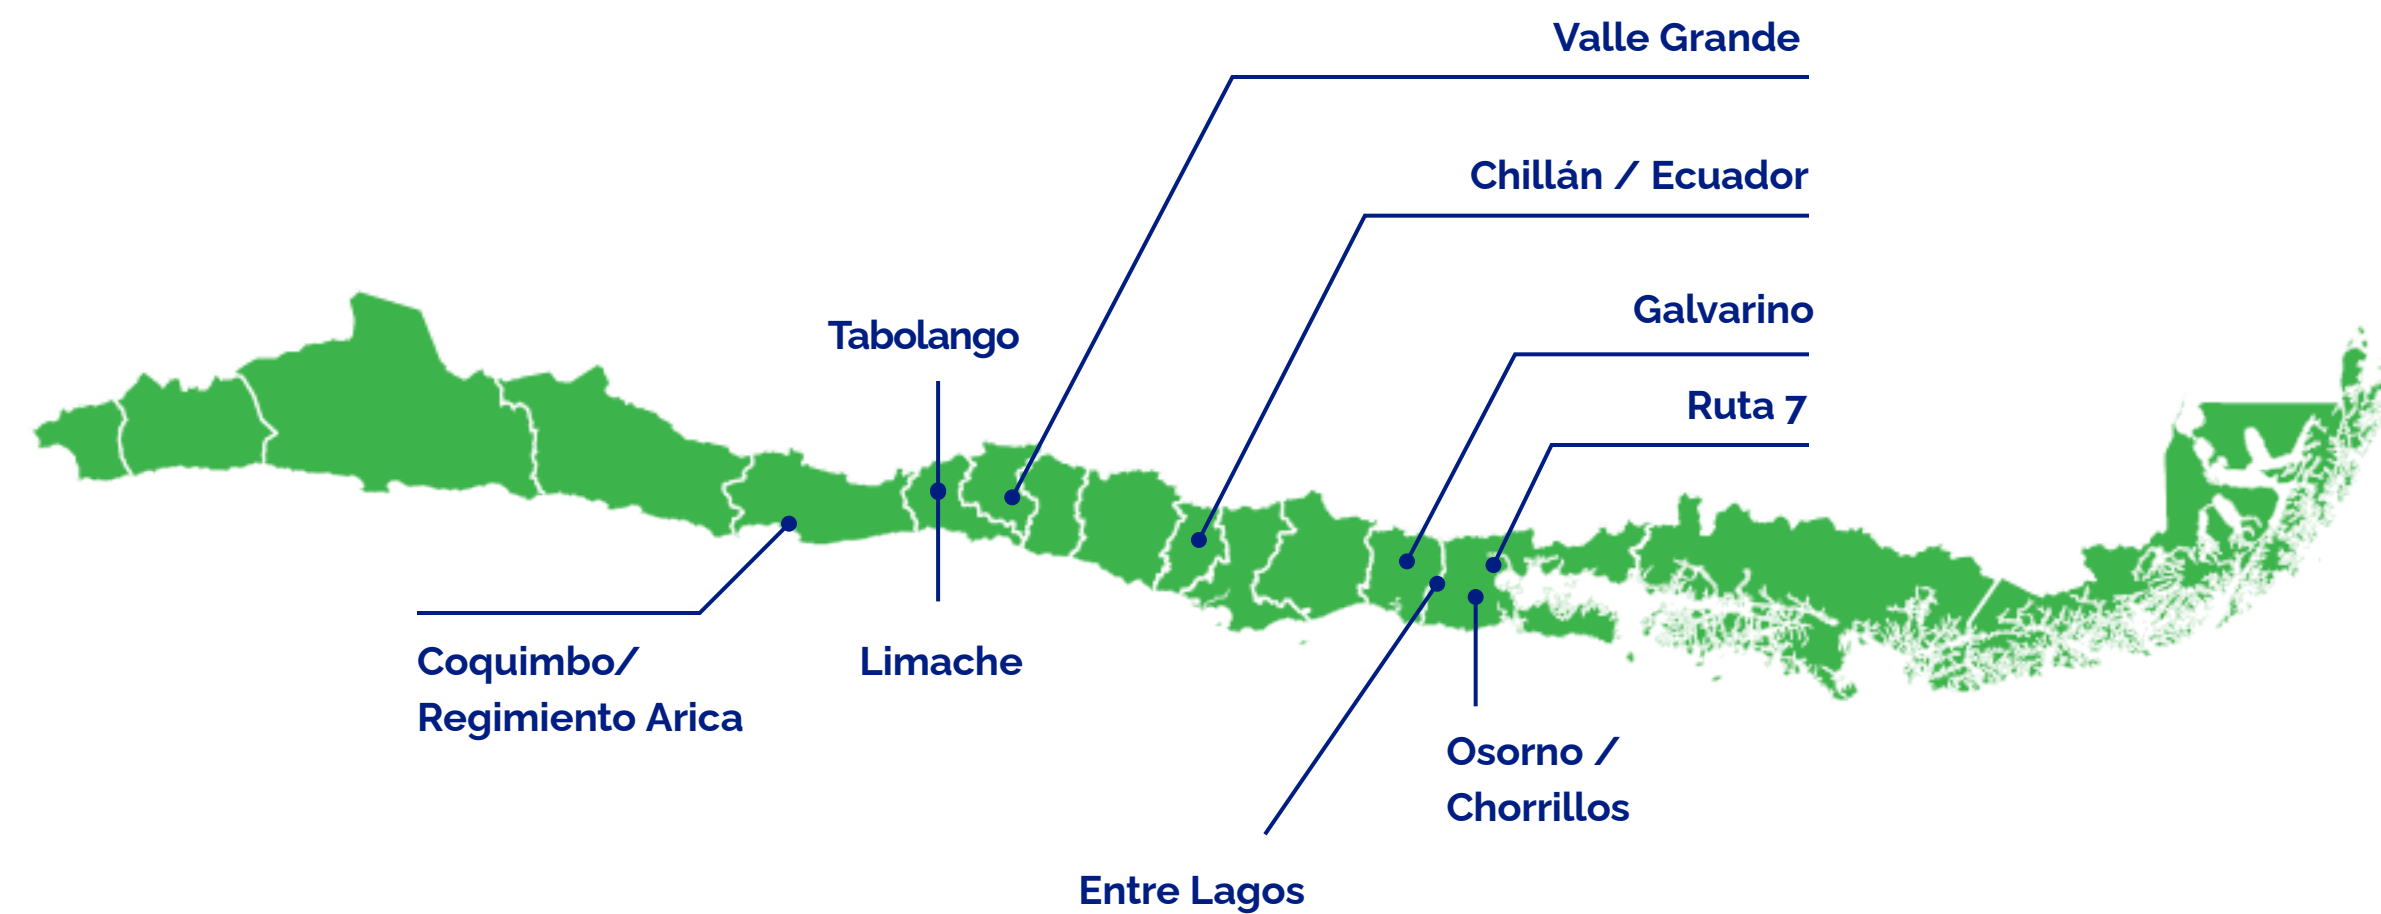 Valle Grande
Chillán / Ecuador
Galvarino
Tabolango
Ruta 7
Coquimbo/
Regimiento Arica
Limache
Osorno /
Chorrillos
Entre Lagos